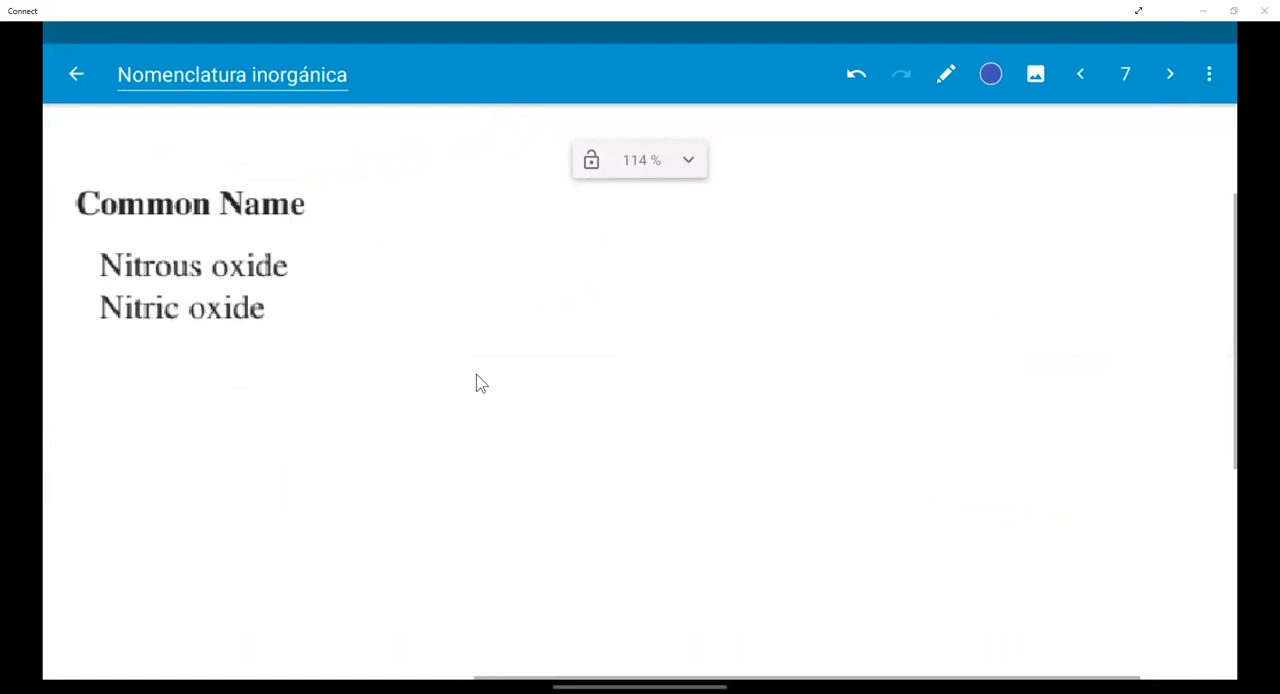 Connect
Nomenclatura inorgánica
7
114 %
Common Name
Nitrous oxide
Nitric oxide